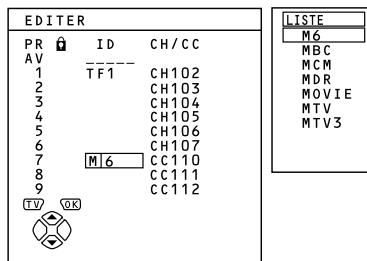 EDITER
PR ID CH/CC
AV _____
1 TF1 CH102
2 CH103
3 CH104
4 CH105
5 CH106
6 CH107
7 M6 CC110
8 CC111
9 CC112
TV OK
LISTE
M6
MBC
MCM
MDR
MOVIE
MTV
MTV3